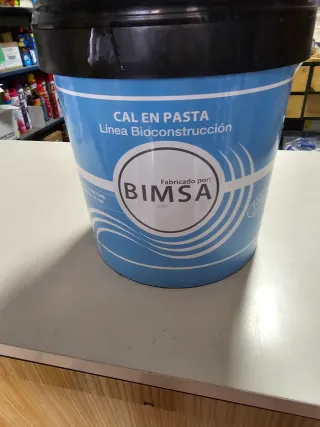 CAL EN PASTA
Línea Bioconstrucción
Fabricado por:
BIMSA